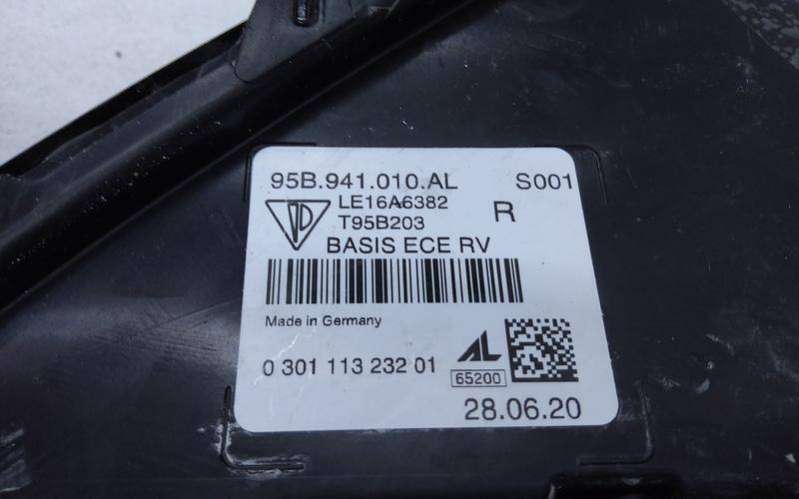 95B.941.010.AL S001
LE16A6382
R
T95B203
BASIS ECE RV
Made in Germany
AL
0 301 113 232 01
65200
28.06.20